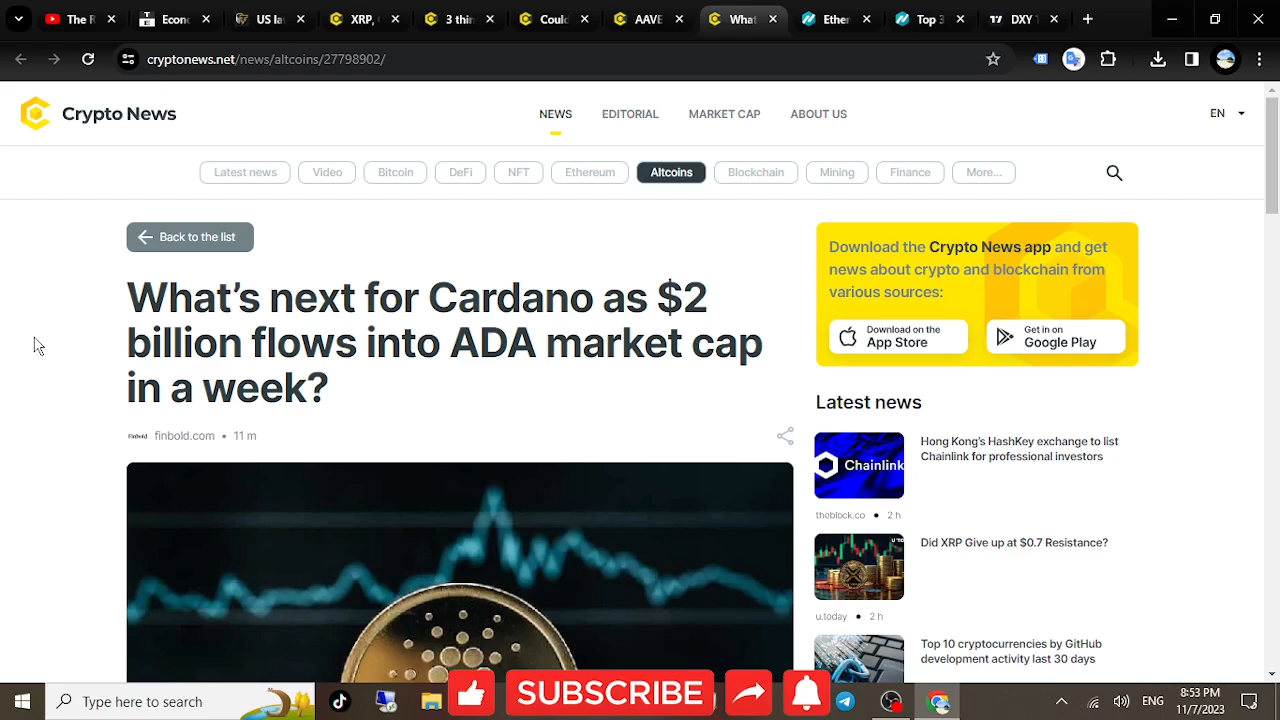 The R
Econo
US la
XRP,
3 thin
Coul
AAVE
What
Ether
Top 3
DXY
cryptonews.net/news/altcoins/27798902/
Crypto News
NEWS
EDITORIAL
MARKET CAP
ABOUT US
EN
Latest news
Video
Bitcoin
DeFi
NFT
Ethereum
Altcoins
Blockchain
Mining
Finance
More...
Back to the list
What's next for Cardano as $2
billion flows into ADA market cap
in a week?
Finbold finbold.com • 11 m
Download the Crypto News app and get
news about crypto and blockchain from
various sources:
Download on the
App Store
Get in on
Google Play
Latest news
Chainlink
Hong Kong's HashKey exchange to list
Chainlink for professional investors
theblock.co • 2 h
Did XRP Give up at $0.7 Resistance?
u.today • 2 h
Top 10 cryptocurrencies by GitHub
development activity last 30 days
Type here to search
SUBSCRIBE
ENG
8:53 PM
11/7/2023